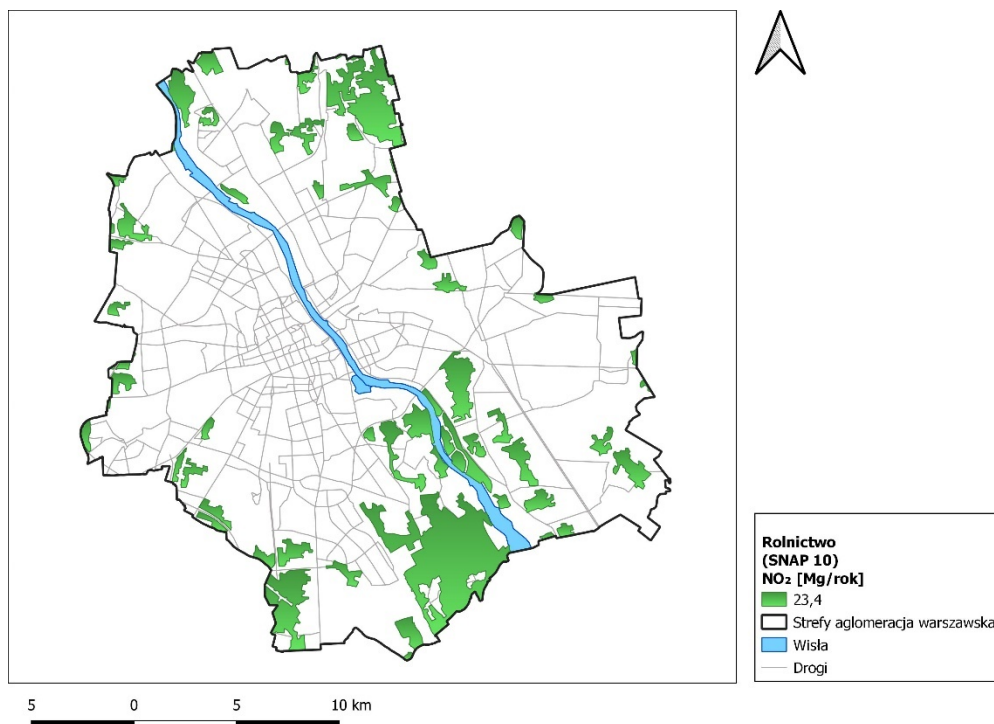 Rolnictwo
(SNAP 10)
NO₂ [Mg/rok]
23,4
Strefy aglomeracja warszawska
Wisła
Drogi
5 0 5 10 km